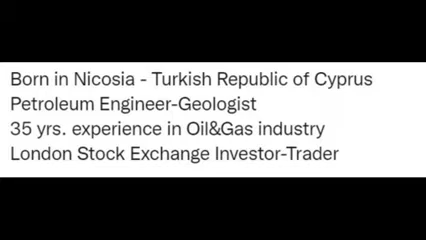 Born in Nicosia - Turkish Republic of Cyprus
Petroleum Engineer-Geologist
35 yrs. experience in Oil&Gas industry
London Stock Exchange Investor-Trader